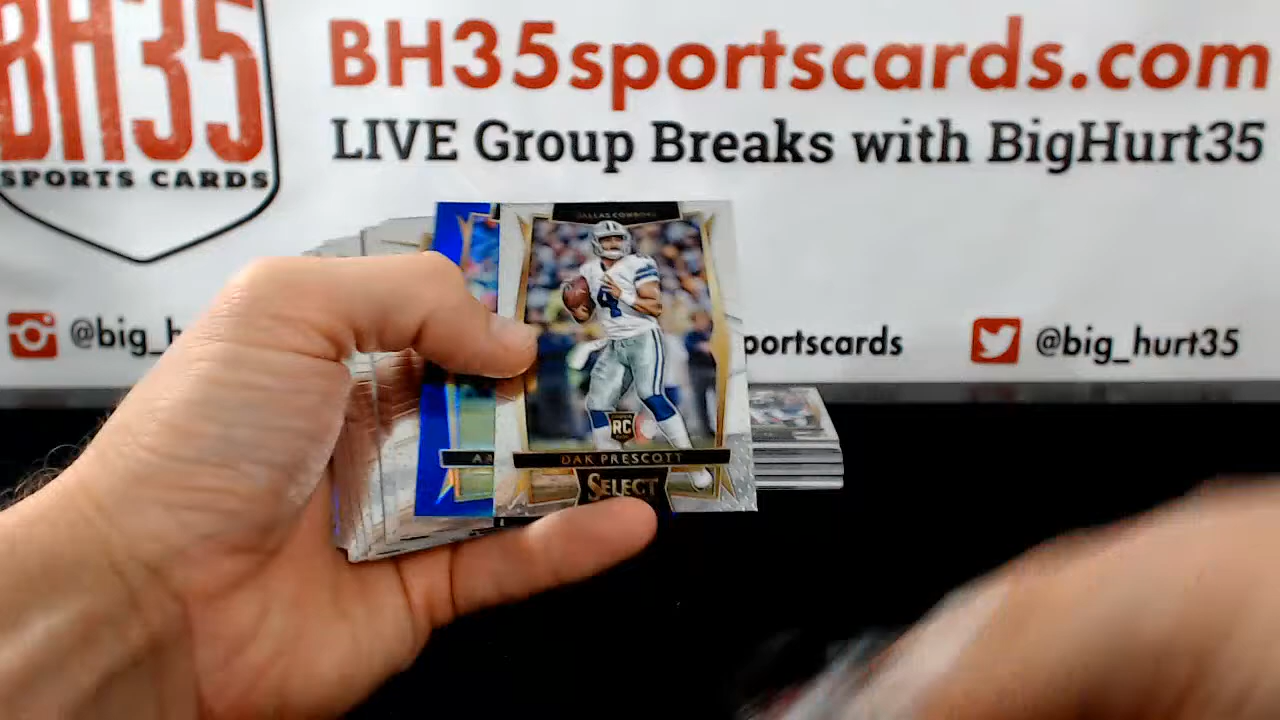 BH35
SPORTS CARDS
BH35sportscards.com
LIVE Group Breaks with BigHurt35
@big_h
portscards
@big_hurt35
DALLAS COWBOYS
4
RC
DAK PRESCOTT
SELECT